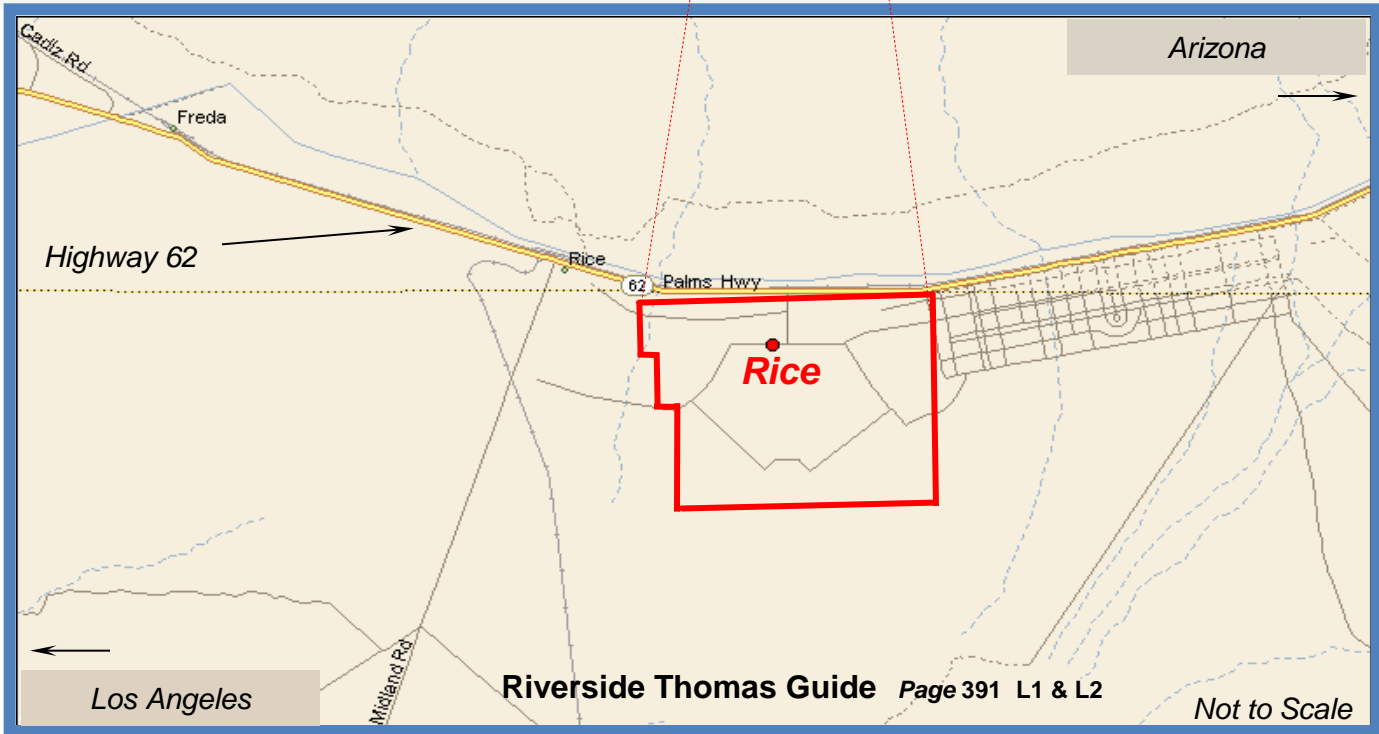 Cadiz Rd
Arizona
Freda
Highway 62
Rice
62 Palms Hwy
Rice
Midland Rd
Los Angeles
Riverside Thomas Guide Page 391 L1 & L2
Not to Scale